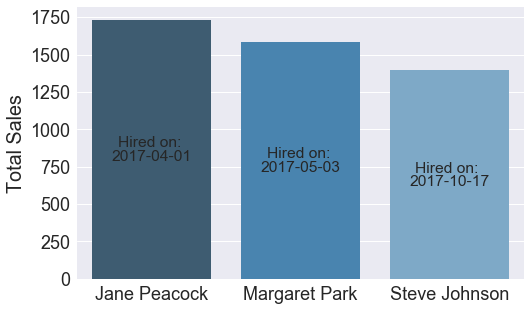 Total Sales
1750
1500
1250
1000
750
500
250
0
Hired on:
2017-04-01
Hired on:
2017-05-03
Hired on:
2017-10-17
Jane Peacock
Margaret Park
Steve Johnson